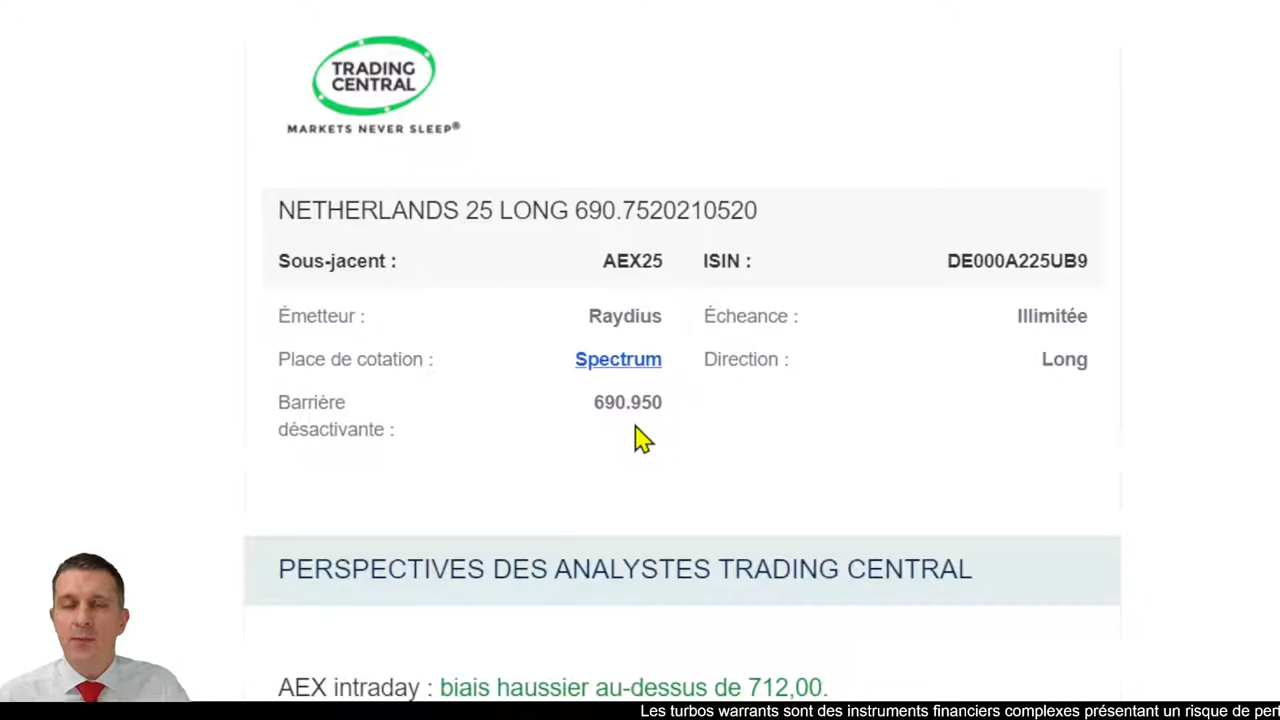 TRADING
CENTRAL
MARKETS NEVER SLEEP®
NETHERLANDS 25 LONG 690.7520210520
Sous-jacent : AEX25 ISIN : DE000A225UB9
Émetteur : Raydius Écheance : Illimitée
Place de cotation : Spectrum Direction : Long
Barrière 690.950
désactivante :
PERSPECTIVES DES ANALYSTES TRADING CENTRAL
AEX intraday : biais haussier au-dessus de 712,00.
Les turbos warrants sont des instruments financiers complexes présentant un risque de per